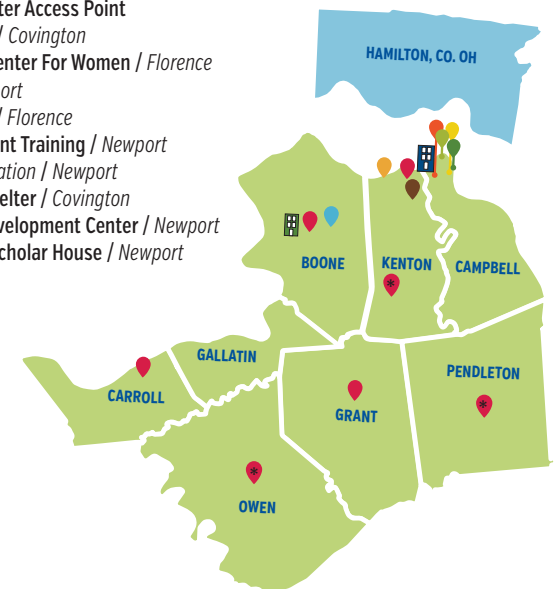 ter Access Point
/ Covington
enter For Women / Florence
ort
/ Florence
nt Training / Newport
ation / Newport
elter / Covington
velopment Center / Newport
cholar House / Newport
HAMILTON, CO. OH
BOONE
KENTON
CAMPBELL
*
GALLATIN
CARROLL
PENDLETON
GRANT
*
*
OWEN